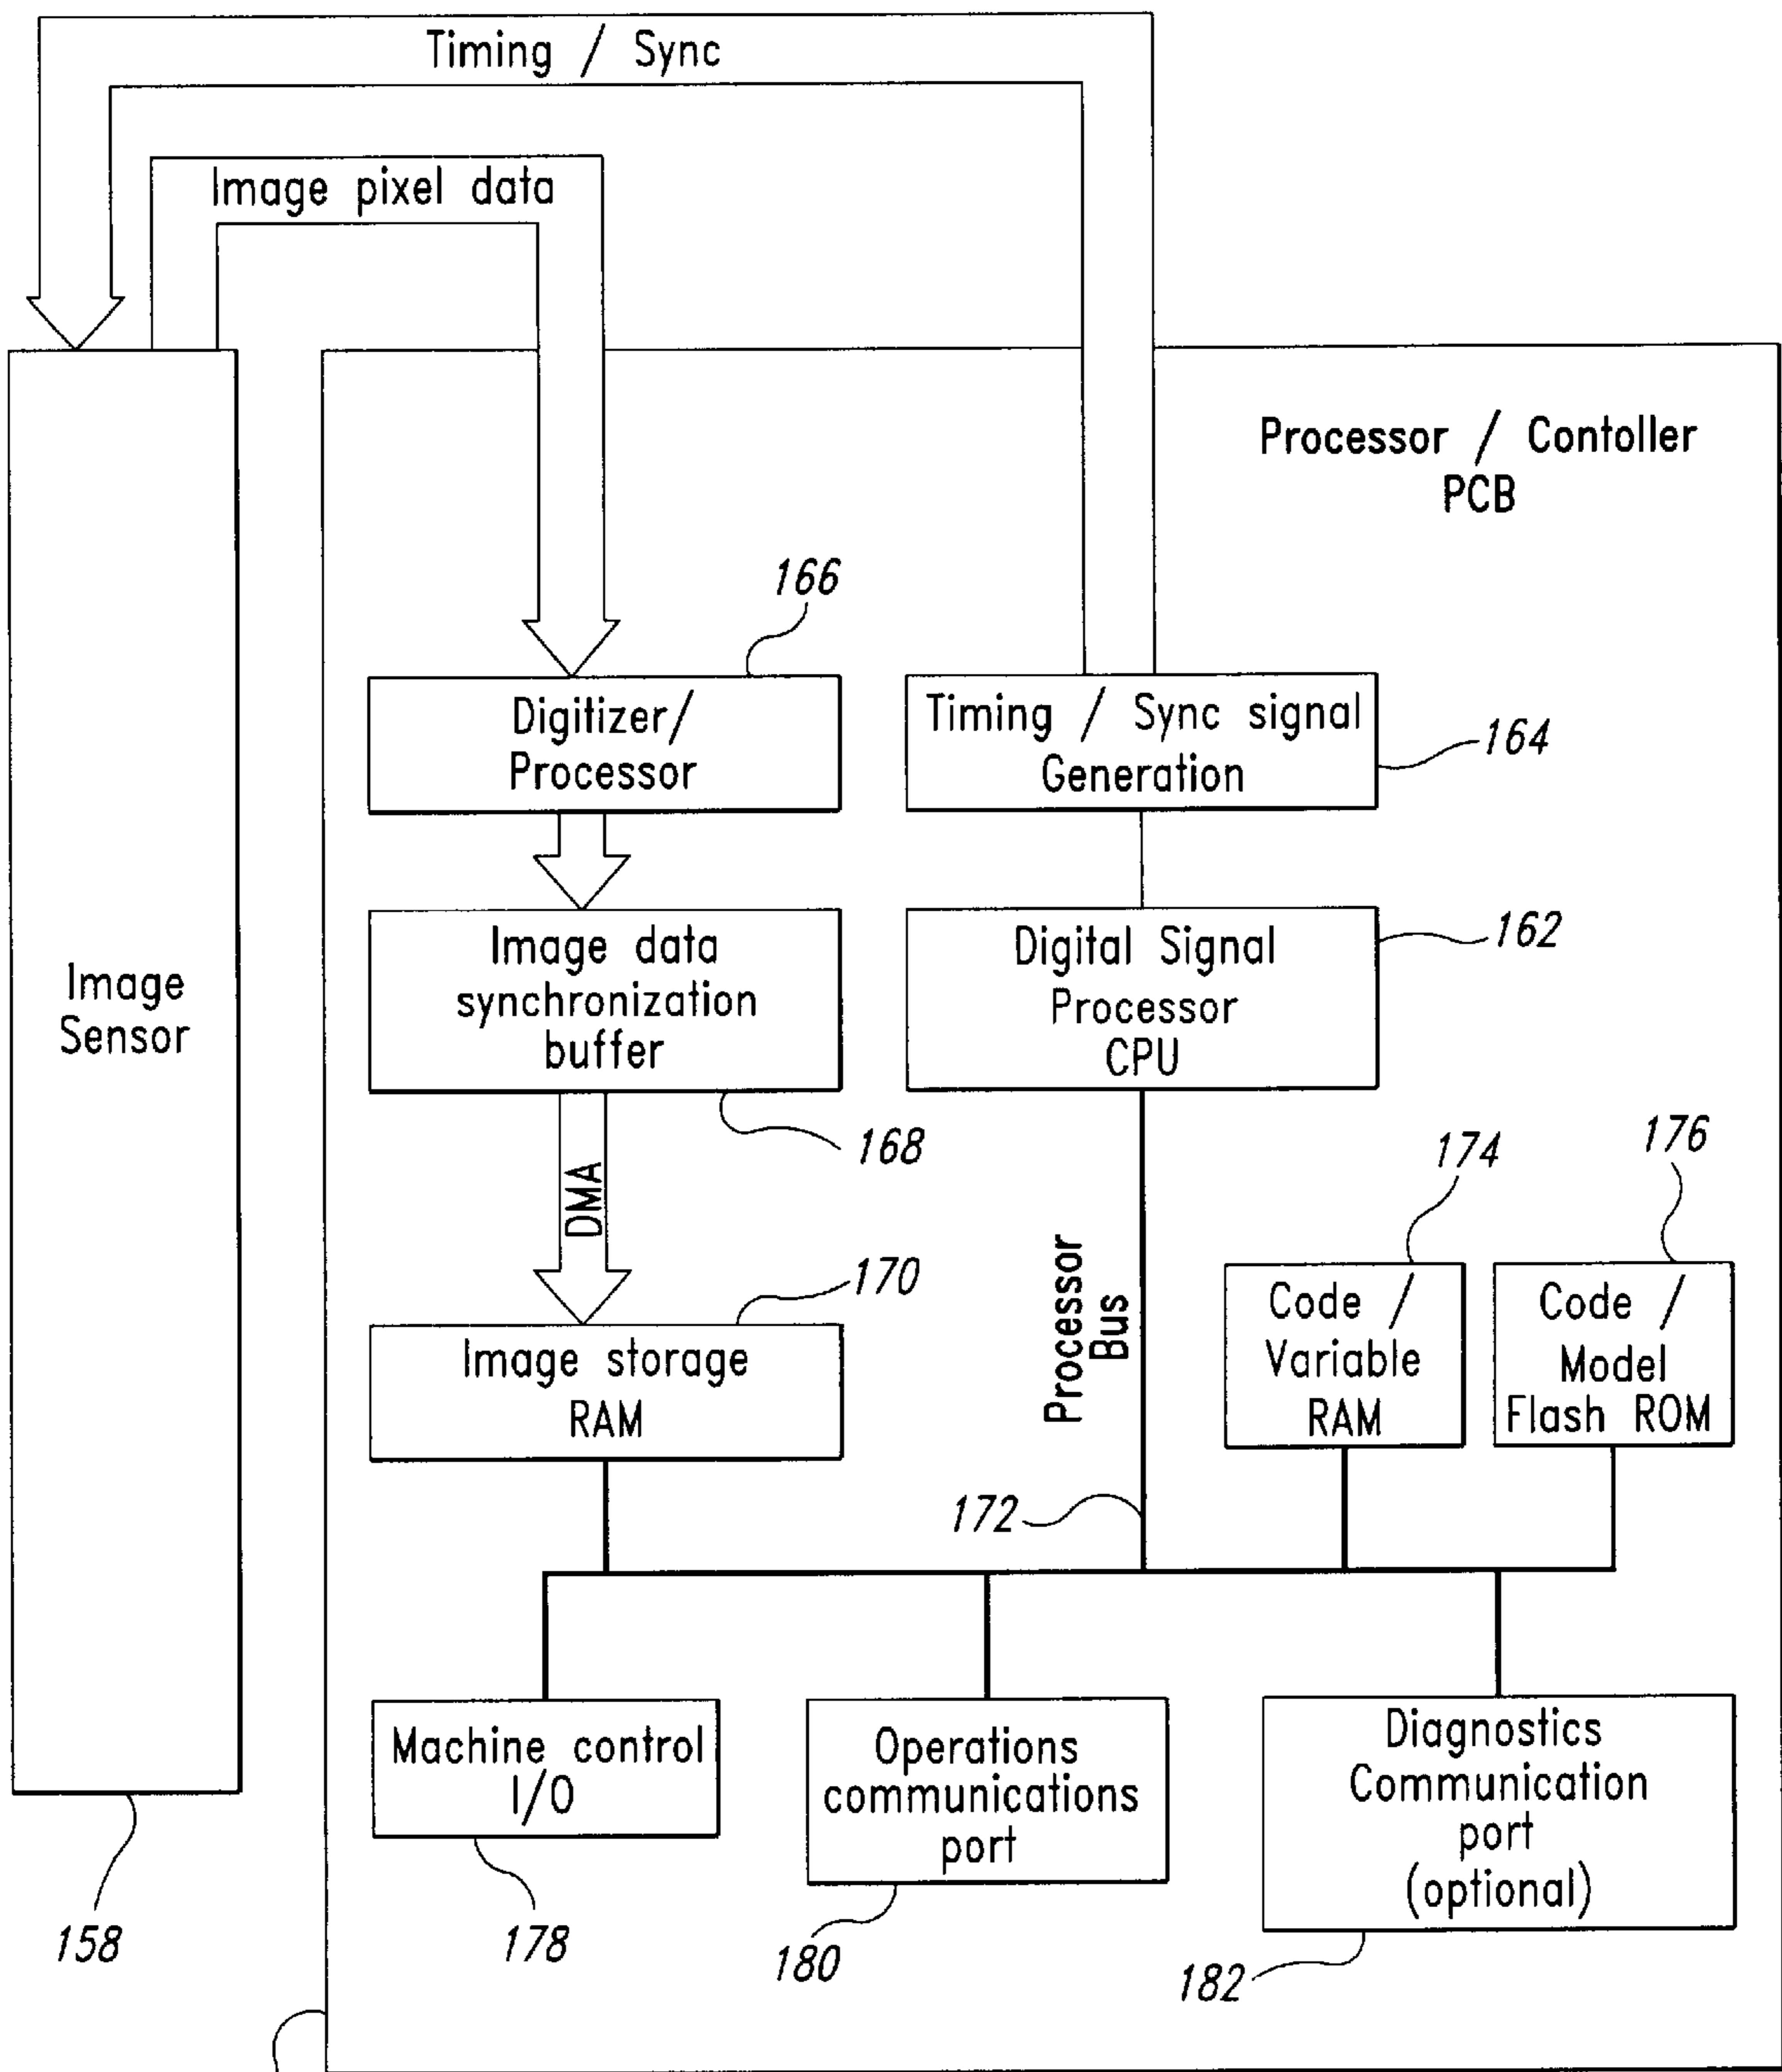 Timing / Sync
Image pixel data
Processor / Contoller
PCB
166
Digitizer/
Processor
Timing / Sync signal
Generation
164
Image data
synchronization
buffer
168
Digital Signal
Processor
CPU
162
Image
Sensor
DMA
170
Image storage
RAM
Processor
Bus
172
174
Code /
Variable
RAM
176
Code /
Model
Flash ROM
Machine control
I/O
178
Operations
communications
port
180
Diagnostics
Communication
port
(optional)
182
158